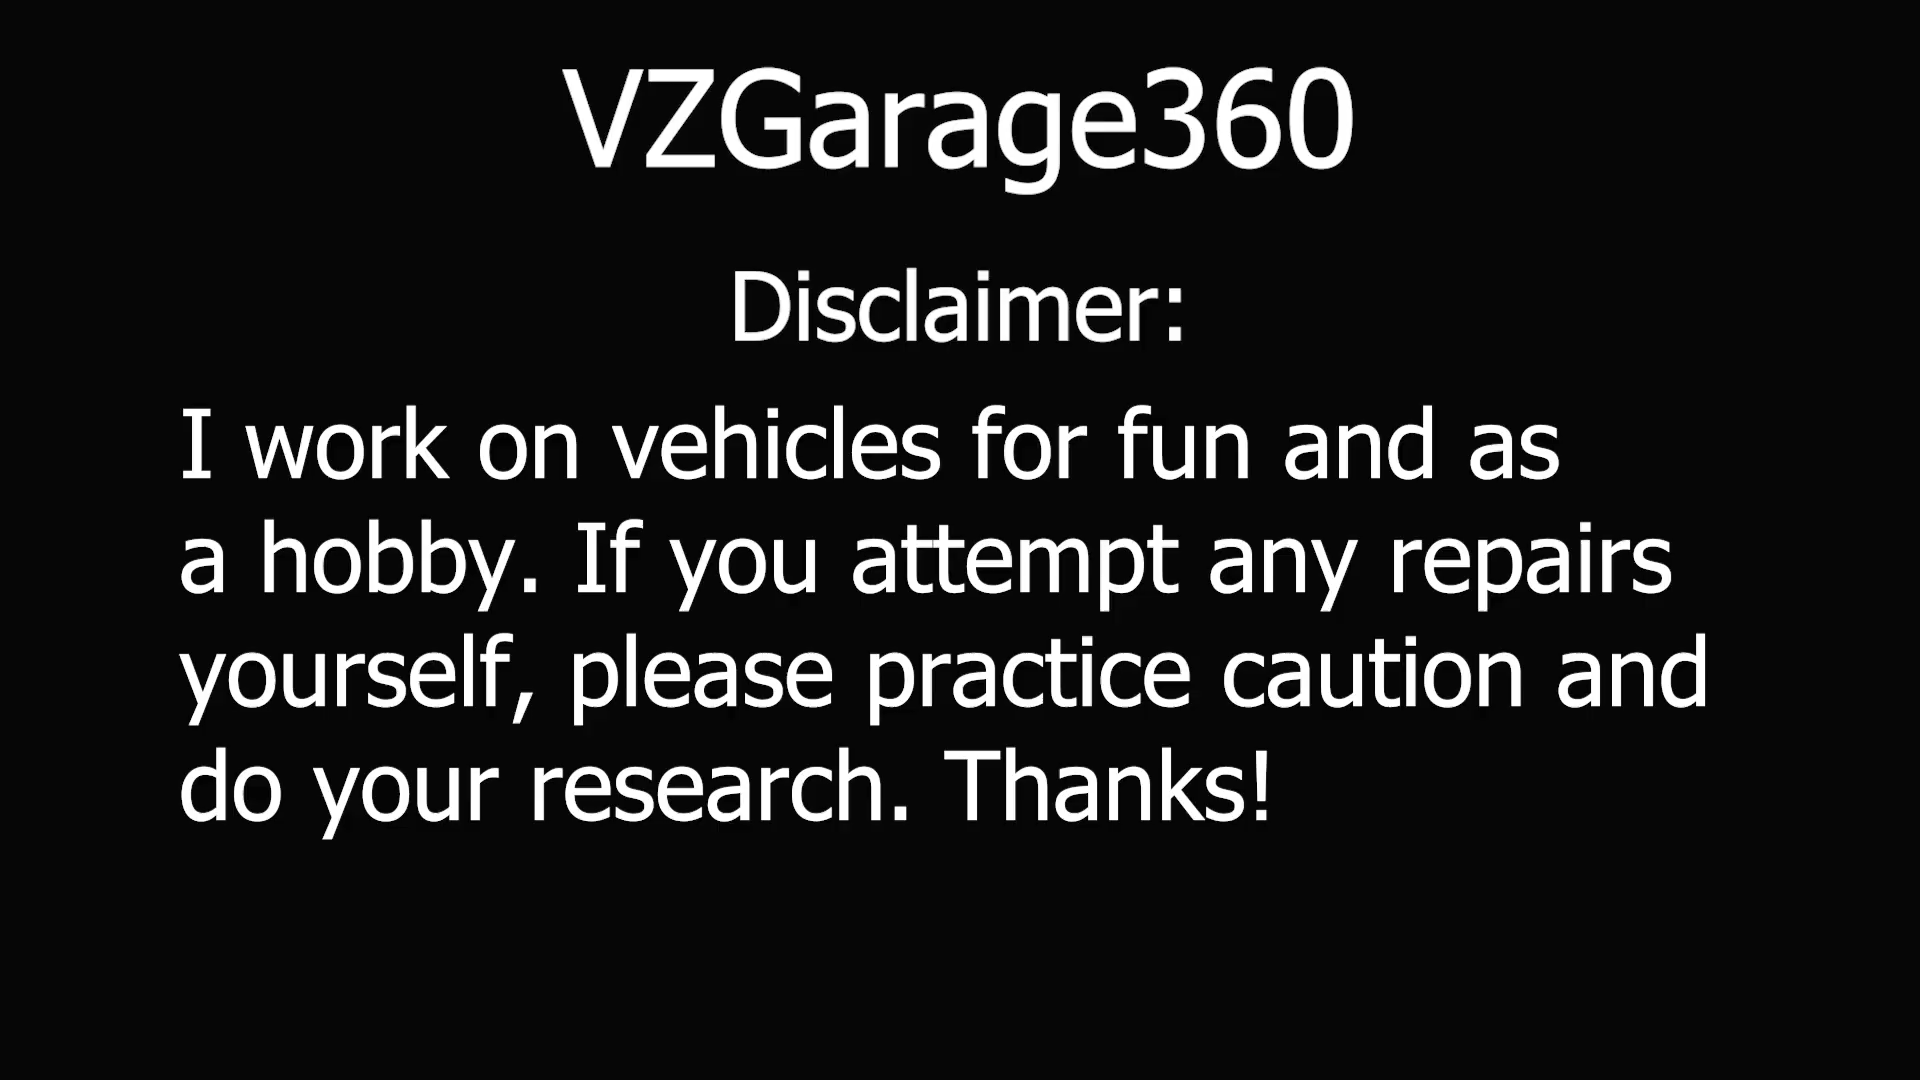 VZGarage360
Disclaimer:
I work on vehicles for fun and as
a hobby. If you attempt any repairs
yourself, please practice caution and
do your research. Thanks!